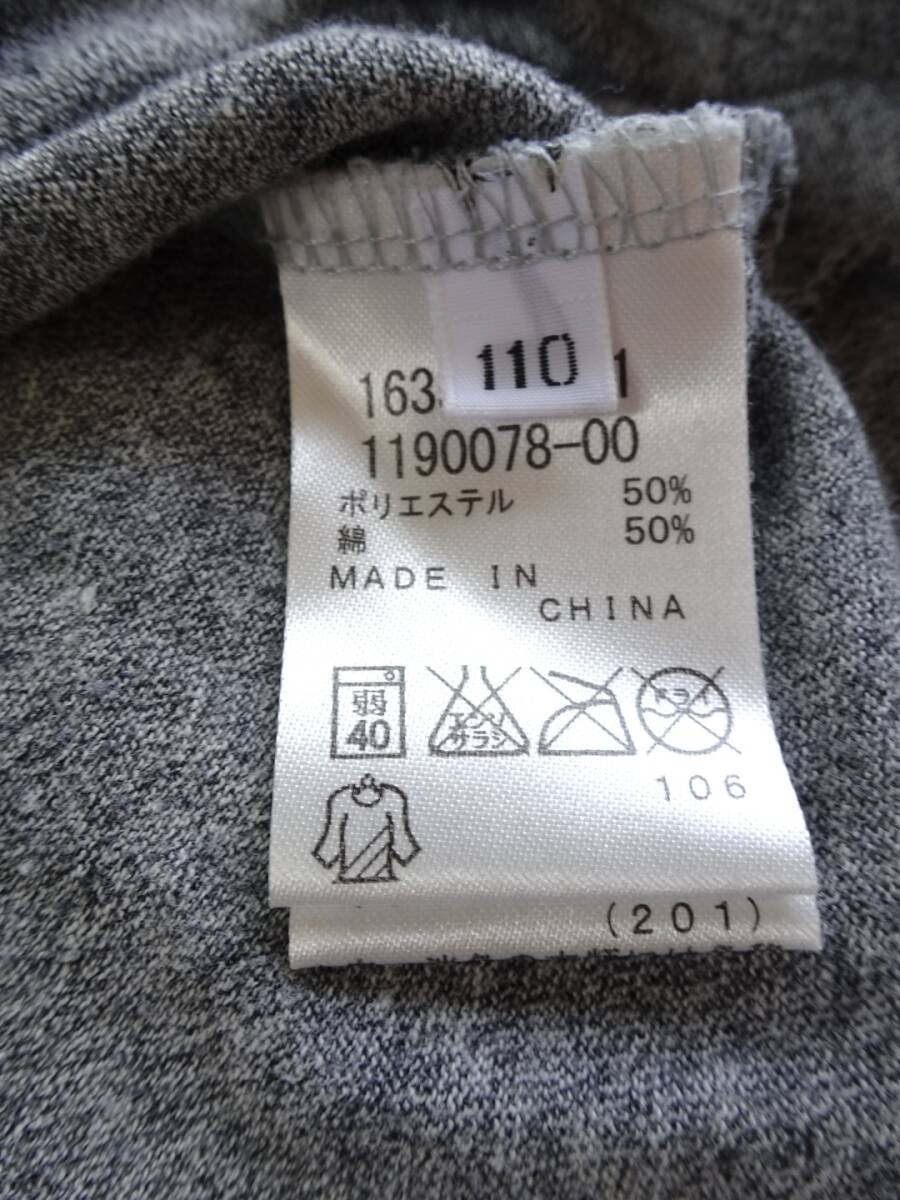 110
1190078-00
ポリエステル 50%
綿 50%
MADE IN
CHINA
弱
40
エンソ
サラシ
ドライ
106
(201)